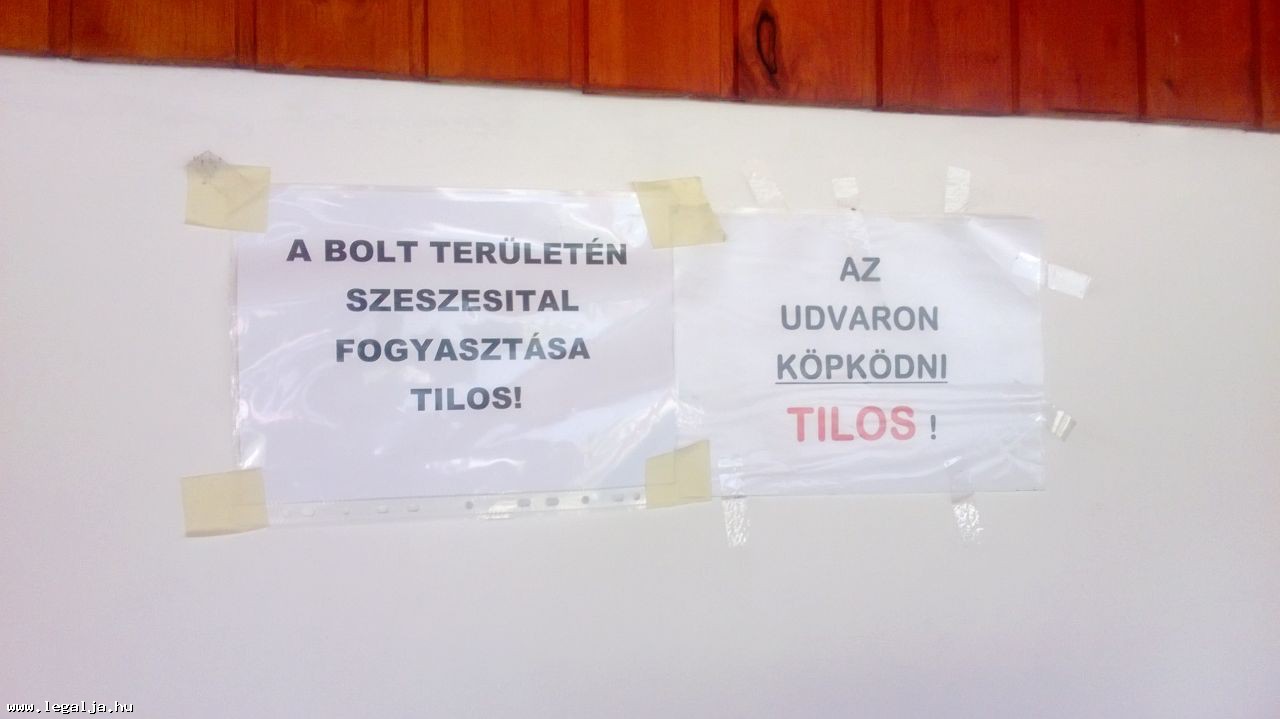 A BOLT TERÜLETÉN
SZESZESITAL
FOGYASZTÁSA
TILOS!
AZ
UDVARON
KÖPKÖDNI
TILOS !
www.legalja.hu